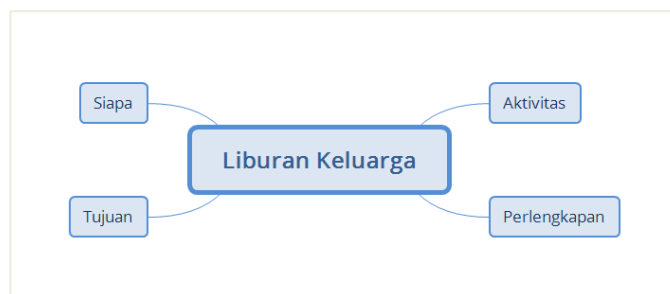 Siapa
Aktivitas
Liburan Keluarga
Tujuan
Perlengkapan